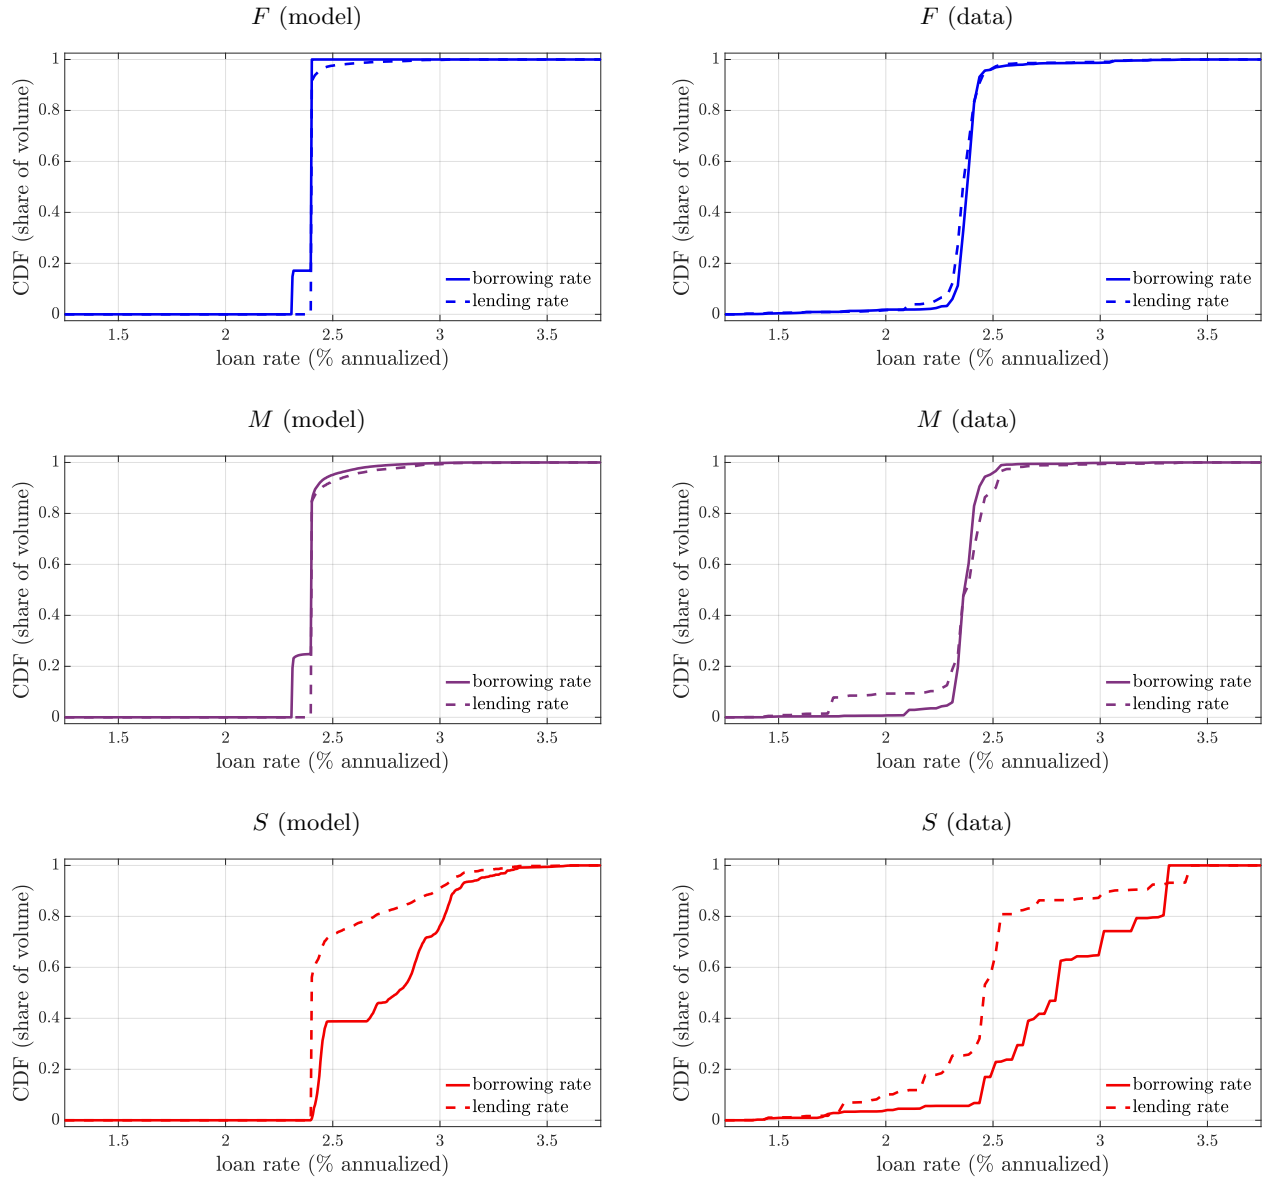 F (model)
1
0.8
0.6
0.4
0.2
0
CDF (share of volume)
borrowing rate
lending rate
1.5 2 2.5 3 3.5
loan rate (% annualized)
F (data)
1
0.8
0.6
0.4
0.2
0
CDF (share of volume)
borrowing rate
lending rate
1.5 2 2.5 3 3.5
loan rate (% annualized)
M (model)
1
0.8
0.6
0.4
0.2
0
CDF (share of volume)
borrowing rate
lending rate
1.5 2 2.5 3 3.5
loan rate (% annualized)
M (data)
1
0.8
0.6
0.4
0.2
0
CDF (share of volume)
borrowing rate
lending rate
1.5 2 2.5 3 3.5
loan rate (% annualized)
S (model)
1
0.8
0.6
0.4
0.2
0
CDF (share of volume)
borrowing rate
lending rate
1.5 2 2.5 3 3.5
loan rate (% annualized)
S (data)
1
0.8
0.6
0.4
0.2
0
CDF (share of volume)
borrowing rate
lending rate
1.5 2 2.5 3 3.5
loan rate (% annualized)